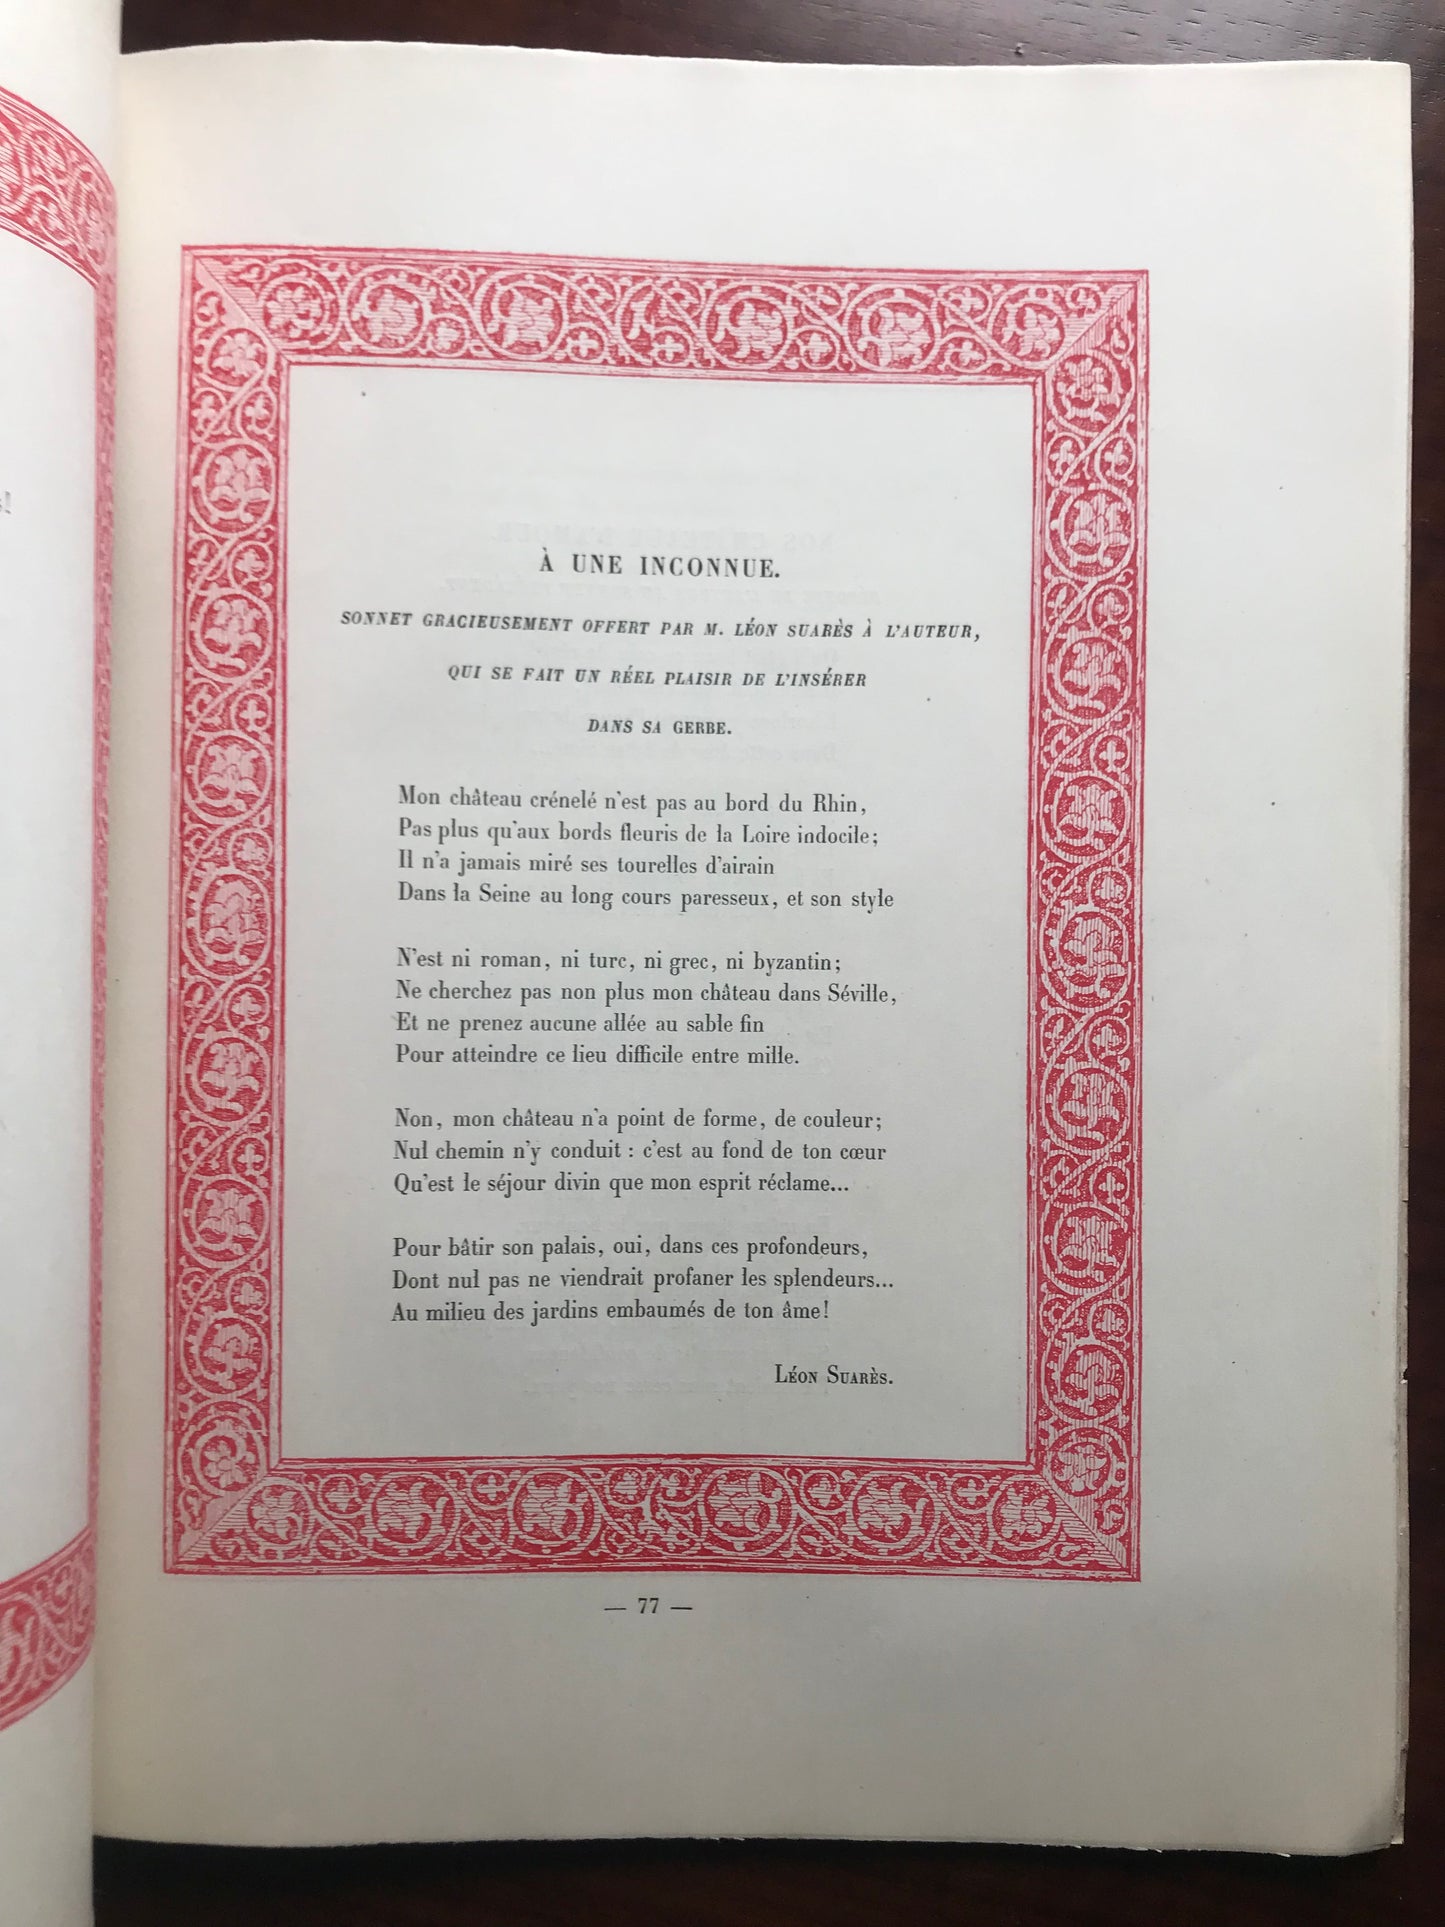 À UNE INCONNUE.
SONNET GRACIEUSEMENT OFFERT PAR M. LÉON SUARÈS À L'AUTEUR,
QUI SE FAIT UN RÉEL PLAISIR DE L'INSÉRER
DANS SA GERBE.
Mon château crénelé n'est pas au bord du Rhin,
Pas plus qu'aux bords fleuris de la Loire indocile;
Il n'a jamais miré ses tourelles d'airain
Dans la Seine au long cours paresseux, et son style
N'est ni roman, ni turc, ni grec, ni byzantin;
Ne cherchez pas non plus mon château dans Séville,
Et ne prenez aucune allée au sable fin
Pour atteindre ce lieu difficile entre mille.
Non, mon château n'a point de forme, de couleur;
Nul chemin n'y conduit : c'est au fond de ton cœur
Qu'est le séjour divin que mon esprit réclame...
Pour bâtir son palais, oui, dans ces profondeurs,
Dont nul pas ne viendrait profaner les splendeurs...
Au milieu des jardins embaumés de ton âme!
LÉON SUARÈS.
— 77 —